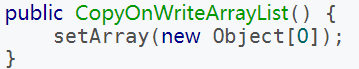 public CopyOnWriteArrayList() {
    setArray(new Object[0]);
}